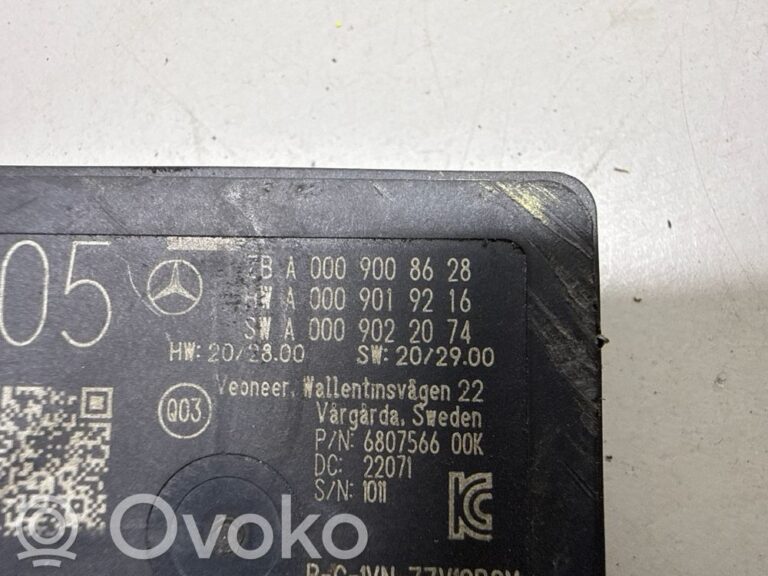 05
ZB A 000 900 86 28
HW A 000 901 92 16
SW A 000 902 20 74
HW: 20/28.00 SW: 20/29.00
Veoneer, Wallentinsvägen 22
Vårgårda, Sweden
Q03
P/N: 6807566 00K
DC: 22071
S/N: 1011
Ovoko